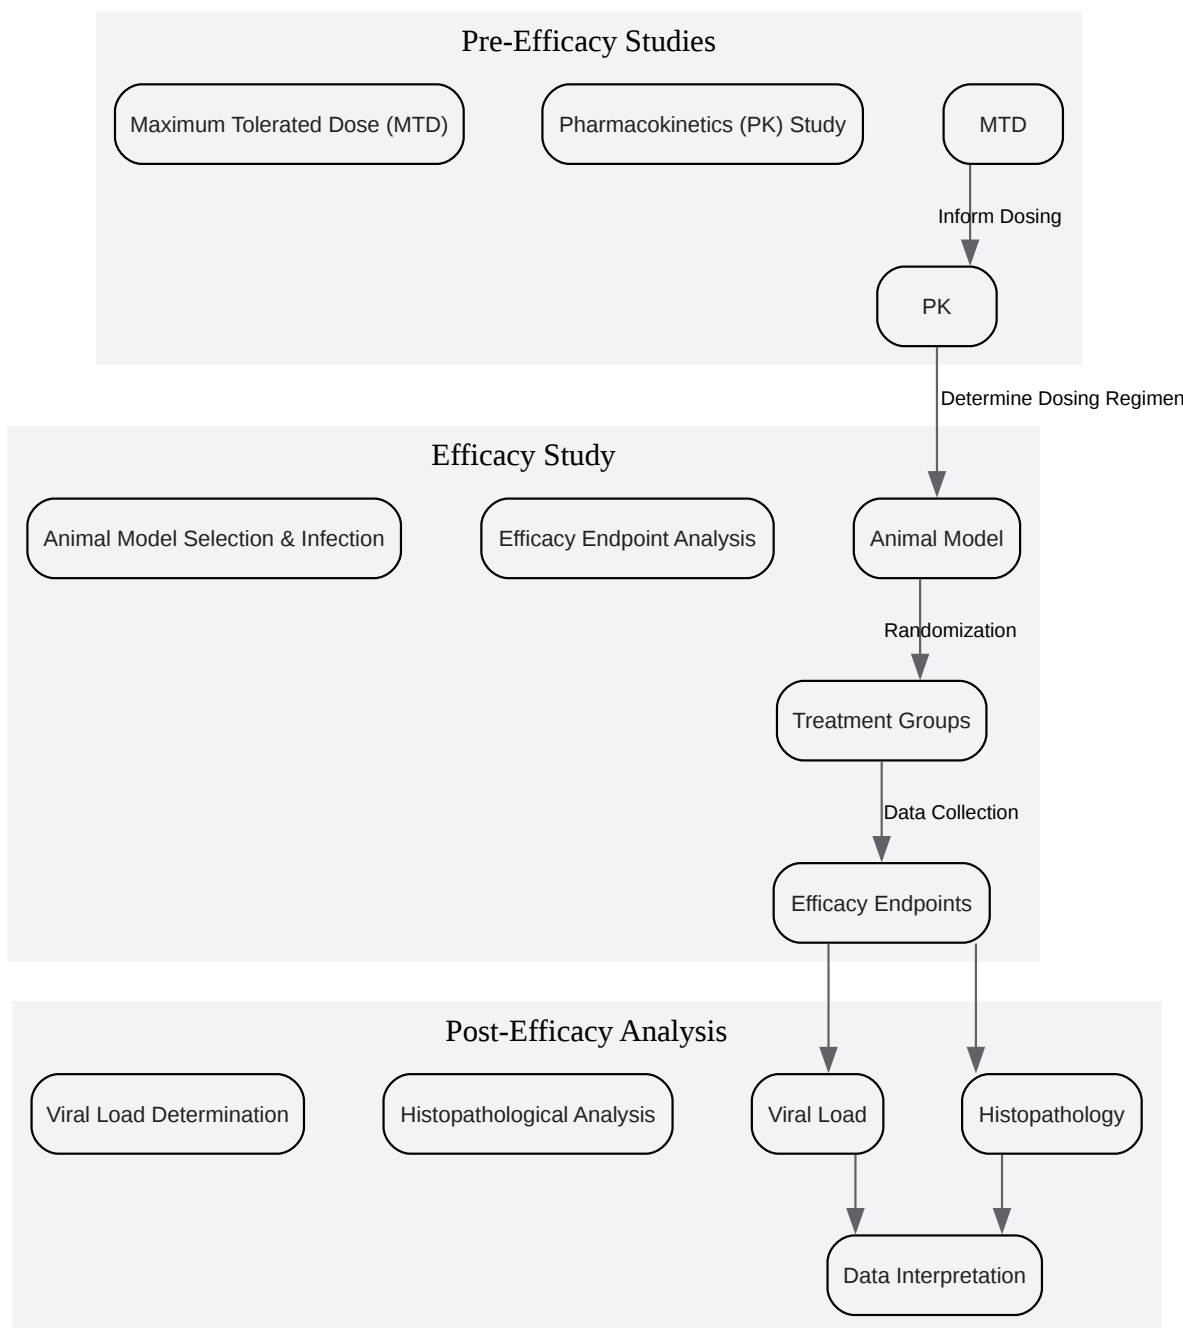 Pre-Efficacy Studies
Maximum Tolerated Dose (MTD)
Pharmacokinetics (PK) Study
MTD
Inform Dosing
PK
Determine Dosing Regimen
Efficacy Study
Animal Model Selection & Infection
Efficacy Endpoint Analysis
Animal Model
Randomization
Treatment Groups
Data Collection
Efficacy Endpoints
Post-Efficacy Analysis
Viral Load Determination
Histopathological Analysis
Viral Load
Histopathology
Data Interpretation